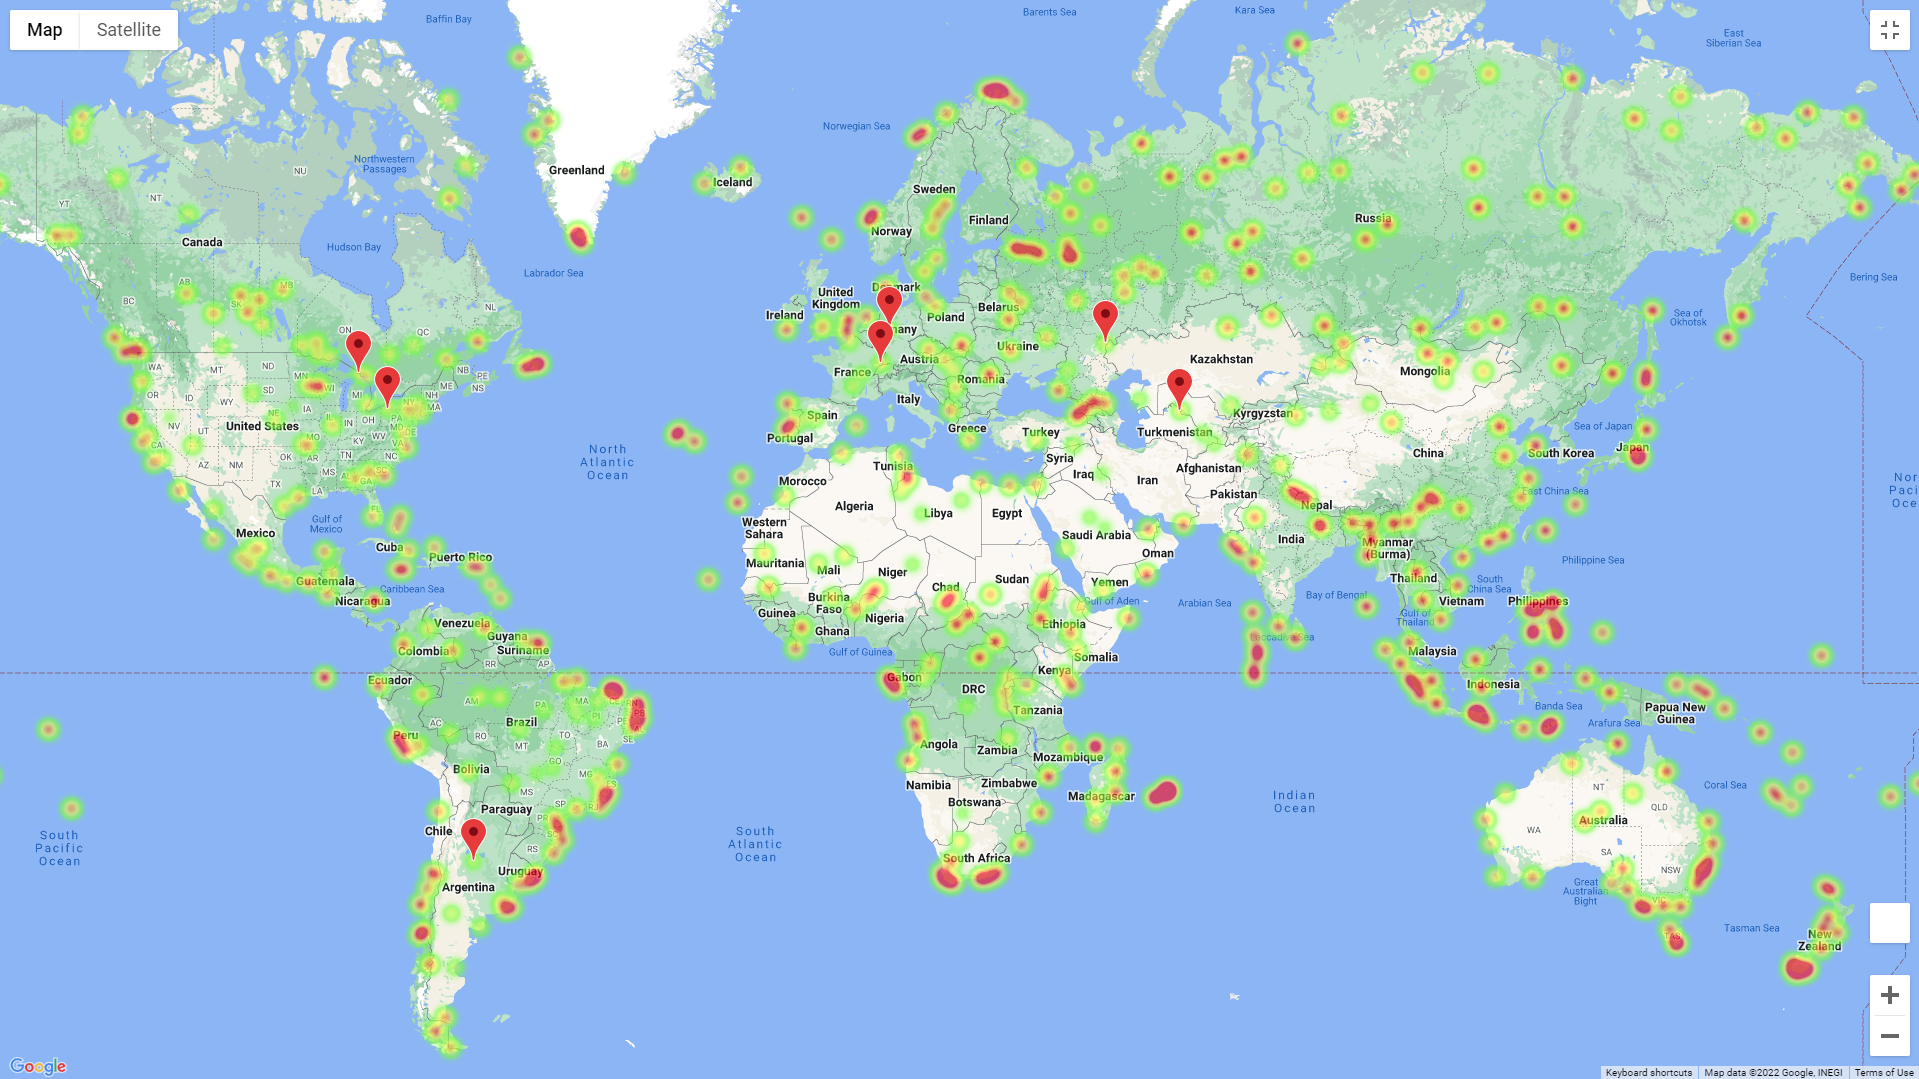 Map
Satellite
Baffin Bay
Barents Sea
Kara Sea
East
Siberian Sea
Norwegian Sea
Northwestern
Passages
Greenland
Iceland
NU
NT
YT
Sweden
Finland
Norway
Russia
Canada
Hudson Bay
Labrador Sea
Bering Sea
AB
MB
SK
BC
ON
QC
NL
Denmark
United
Kingdom
Ireland
Belarus
Poland
many
Sea of
Okhotsk
Ukraine
Austria
France
Kazakhstan
Mongolia
Romania
Italy
MT
ND
MN
WI
SD
OR
ID
WY
MI
NH
MA
ME
NB
PE
NS
Spain
Portugal
Greece
Turkey
Kyrgyzstan
Turkmenistan
United States
NE
IA
IL
IN
OH
PA
NY
MD
DE
NV
UT
CA
CO
KS
MO
KY
WV
VA
AZ
NM
OK
AR
TN
NC
SC
MS
AL
GA
TX
LA
FL
North
Atlantic
Ocean
Sea of Japan
Japan
South Korea
China
Syria
Iraq
Iran
Afghanistan
Pakistan
Nepal
East China Sea
Tunisia
Morocco
Algeria
Libya
Egypt
Western
Sahara
Saudi Arabia
Oman
India
Myanmar
(Burma)
Philippine Sea
Gulf of
Mexico
Mexico
Cuba
Puerto Rico
Guatemala
Caribbean Sea
Nicaragua
Mauritania
Mali
Niger
Chad
Sudan
Yemen
Gulf of Aden
Arabian Sea
Bay of Bengal
Thailand
Vietnam
South
China Sea
Gulf of
Thailand
Philippines
Burkina
Faso
Guinea
Ghana
Nigeria
Ethiopia
Gulf of Guinea
Somalia
Laccadive Sea
Malaysia
Venezuela
Guyana
Suriname
Colombia
RR
AP
Ecuador
Gabon
DRC
Kenya
Tanzania
Indonesia
Banda Sea
Arafura Sea
Papua New
Guinea
AM
PA
MA
CE
RN
PB
PE
AL
SE
PI
AC
RO
TO
BA
MT
GO
MG
ES
Brazil
Peru
Bolivia
MS
SP
RJ
PR
SC
RS
Paraguay
Chile
Uruguay
Argentina
Angola
Zambia
Mozambique
Zimbabwe
Namibia
Botswana
Madagascar
South Africa
South
Pacific
Ocean
South
Atlantic
Ocean
Indian
Ocean
Coral Sea
NT
QLD
WA
Australia
SA
NSW
VIC
TAS
Great
Australian
Bight
Tasman Sea
New
Zealand
Nor
Pacific
Oce
Google
Keyboard shortcuts
Map data ©2022 Google, INEGI
Terms of Use